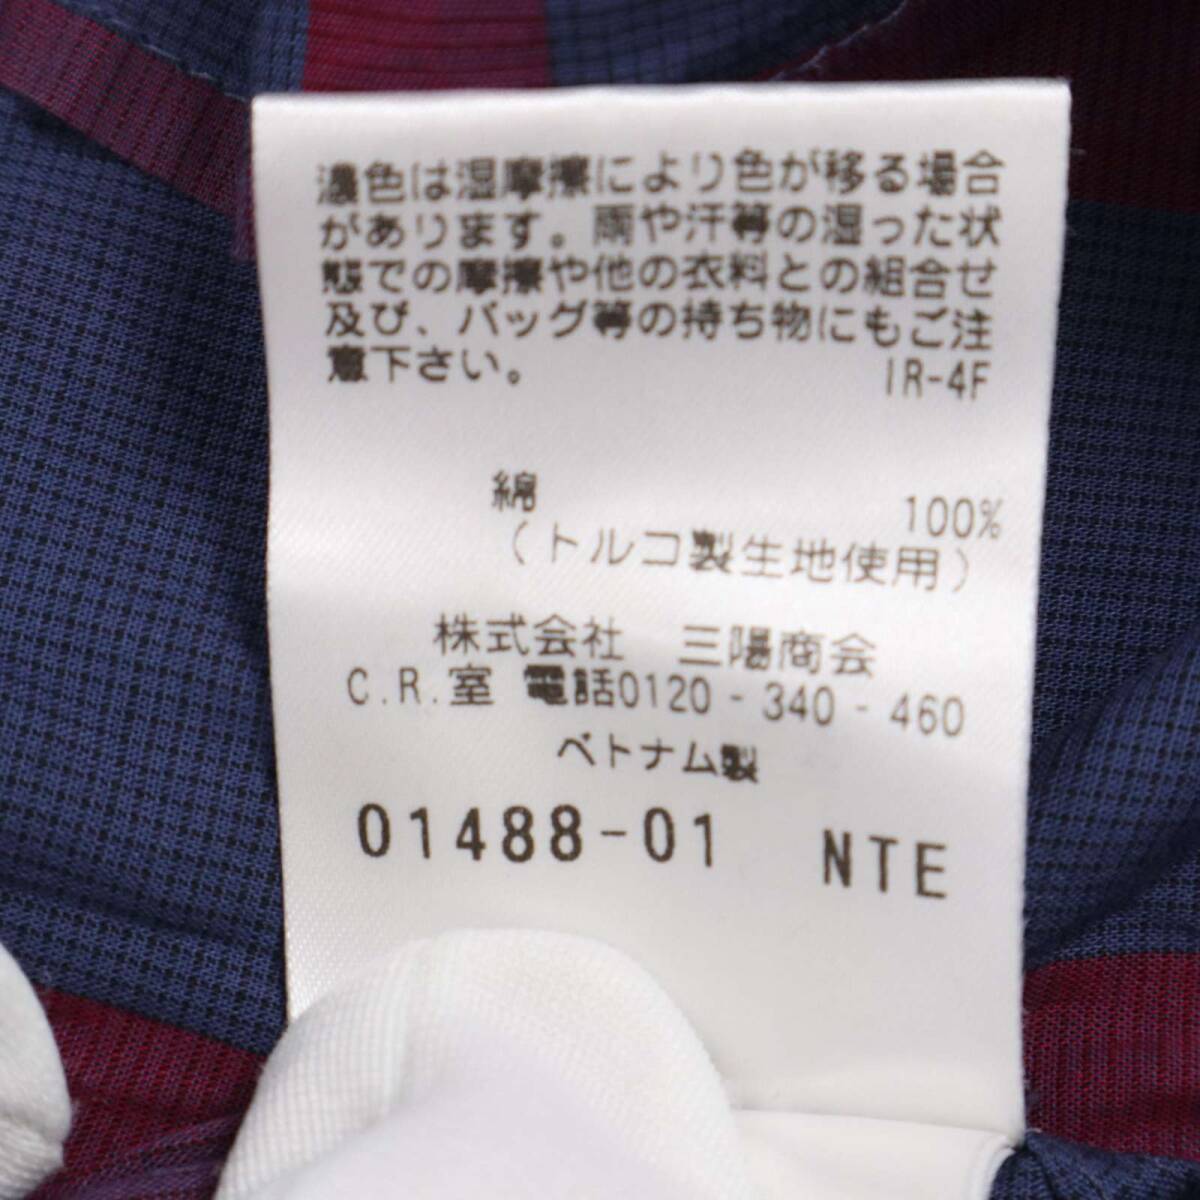 濃色は湿摩擦により色が移る場合
があります。雨や汗等の湿った状
態での摩擦や他の衣料との組合せ
及び、バッグ等の持ち物にもご注
意下さい。 IR-4F
綿 100%
(トルコ製生地使用)
株式会社 三陽商会
C.R.室 電話0120-340-460
ベトナム製
01488-01 NTE